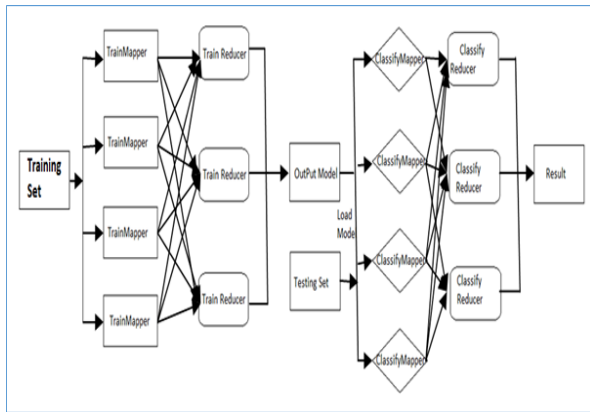 Training
Set
TrainMapper
TrainMapper
TrainMapper
TrainMapper
Train Reducer
Train Reducer
Train Reducer
OutPut Model
Load
Model
Testing Set
ClassifyMapper
ClassifyMapper
ClassifyMapper
ClassifyMapper
Classify
Reducer
Classify
Reducer
Classify
Reducer
Result